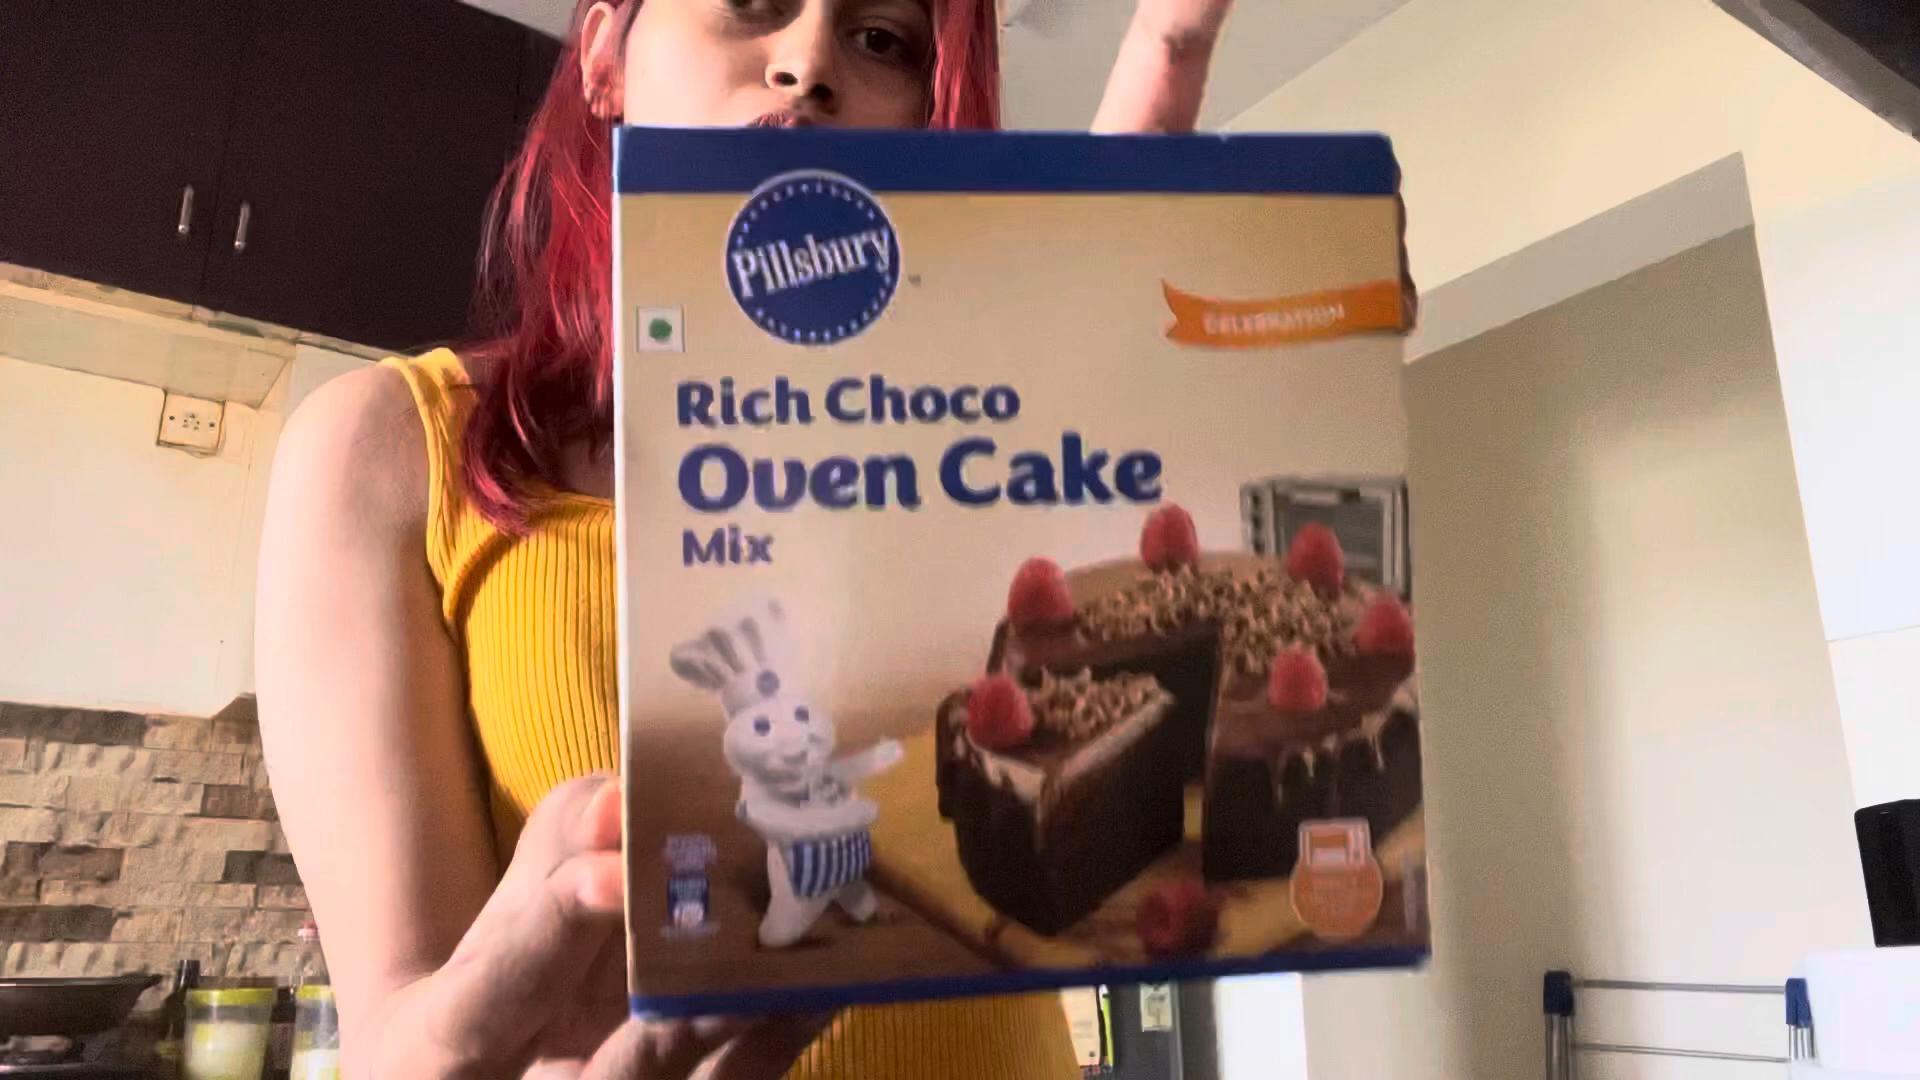 Pillsbury
CELEBRATION
Rich Choco
Oven Cake
Mix